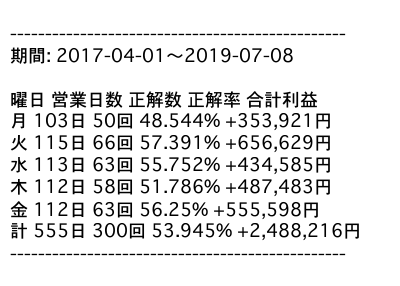 ------------------------------------------------
期間: 2017-04-01〜2019-07-08
曜日 営業日数 正解数 正解率 合計利益
月 103日 50回 48.544% +353,921円
火 115日 66回 57.391% +656,629円
水 113日 63回 55.752% +434,585円
木 112日 58回 51.786% +487,483円
金 112日 63回 56.25% +555,598円
計 555日 300回 53.945% +2,488,216円
------------------------------------------------